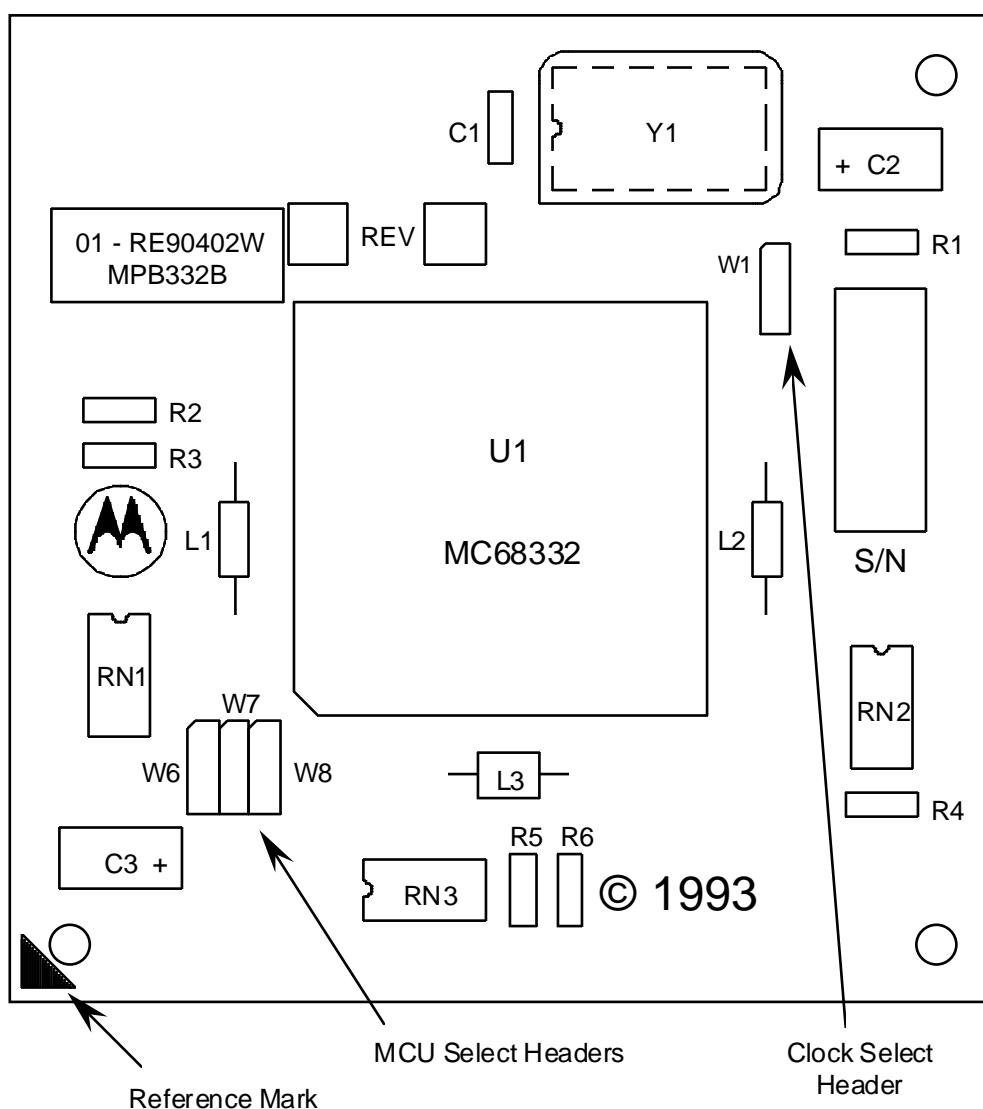 C1
Y1
+ C2
01 - RE90402W
MPB332B
REV
R1
W1
R2
R3
U1
L1
MC68332
L2
S/N
RN1
W7
RN2
W6
W8
L3
R4
C3 +
R5
R6
RN3
© 1993
MCU Select Headers
Clock Select
Header
Reference Mark